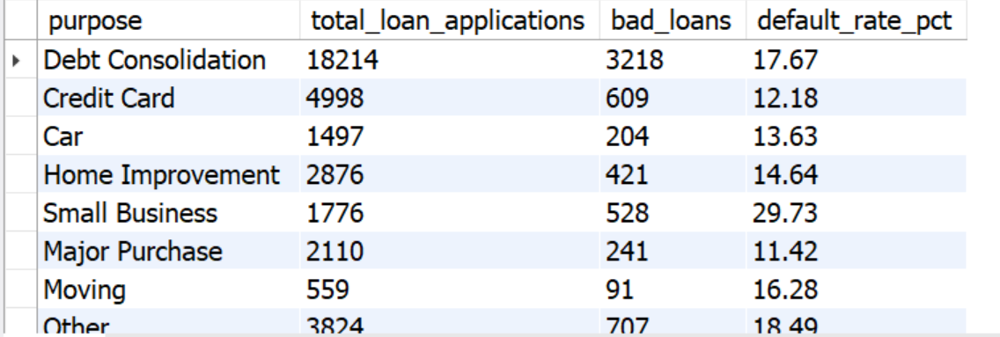 purpose total_loan_applications bad_loans default_rate_pct
Debt Consolidation 18214 3218 17.67
Credit Card 4998 609 12.18
Car 1497 204 13.63
Home Improvement 2876 421 14.64
Small Business 1776 528 29.73
Major Purchase 2110 241 11.42
Moving 559 91 16.28
Other 3824 707 18.49